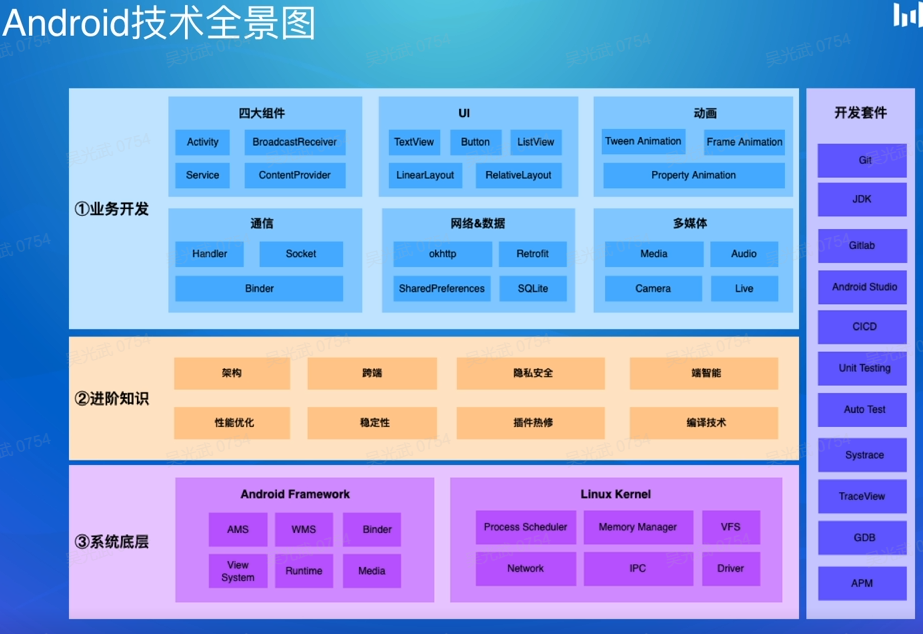 Android技术全景图
①业务开发
四大组件
Activity
BroadcastReceiver
Service
ContentProvider
UI
TextView
Button
ListView
LinearLayout
RelativeLayout
动画
Tween Animation
Frame Animation
Property Animation
通信
Handler
Socket
Binder
网络&数据
okhttp
Retrofit
SharedPreferences
SQLite
多媒体
Media
Audio
Camera
Live
②进阶知识
架构
跨端
隐私安全
端智能
性能优化
稳定性
插件热修
编译技术
③系统底层
Android Framework
AMS
WMS
Binder
View
System
Runtime
Media
Linux Kernel
Process Scheduler
Memory Manager
VFS
Network
IPC
Driver
开发套件
Git
JDK
Gitlab
Android Studio
CICD
Unit Testing
Auto Test
Systrace
TraceView
GDB
APM
吴光武 0754